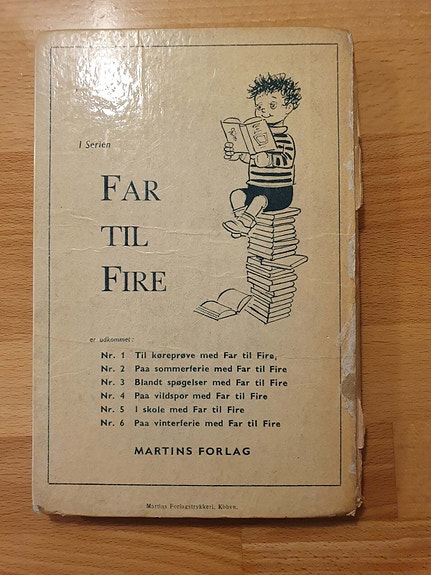 I Serien
FAR
TIL
FIRE
er udkommet:
Nr. 1 Til køreprøve med Far til Fire,
Nr. 2 Paa sommerferie med Far til Fire
Nr. 3 Blandt spøgelser med Far til Fire
Nr. 4 Paa vildspor med Far til Fire
Nr. 5 I skole med Far til Fire
Nr. 6 Paa vinterferie med Far til Fire
MARTINS FORLAG
Martins Forlagstrykkeri, Kbhvn.